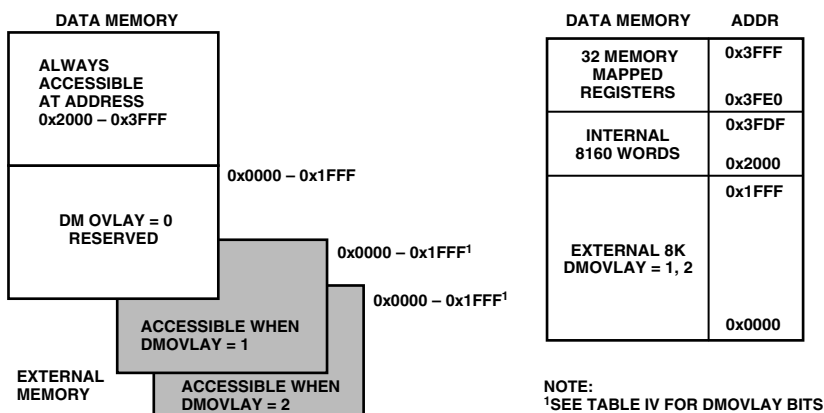 DATA MEMORY
ALWAYS
ACCESSIBLE
AT ADDRESS
0x2000 – 0x3FFF
0x0000 – 0x1FFF
DM OVLAY = 0
RESERVED
0x0000 – 0x1FFF¹
0x0000 – 0x1FFF¹
ACCESSIBLE WHEN
DMOVLAY = 1
EXTERNAL
MEMORY
ACCESSIBLE WHEN
DMOVLAY = 2
DATA MEMORY ADDR
32 MEMORY
MAPPED
REGISTERS
0x3FFF
0x3FE0
INTERNAL
8160 WORDS
0x3FDF
0x2000
0x1FFF
EXTERNAL 8K
DMOVLAY = 1, 2
0x0000
NOTE:
¹SEE TABLE IV FOR DMOVLAY BITS